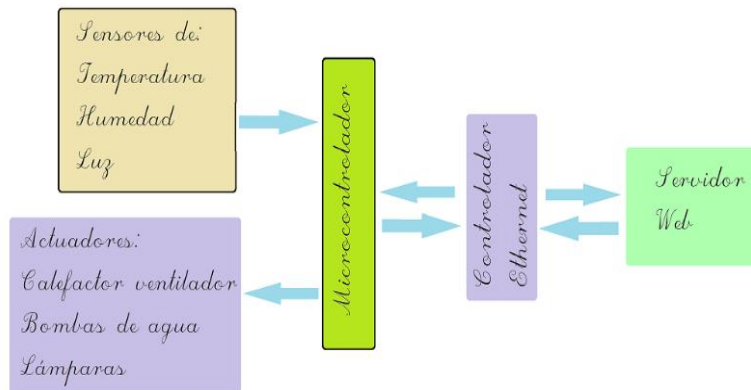 Sensores de:
Temperatura
Humedad
Luz
Actuadores:
Calefactor ventilador
Bombas de agua
Lámparas
Microcontrolador
Controlador
Ethernet
Servidor
Web